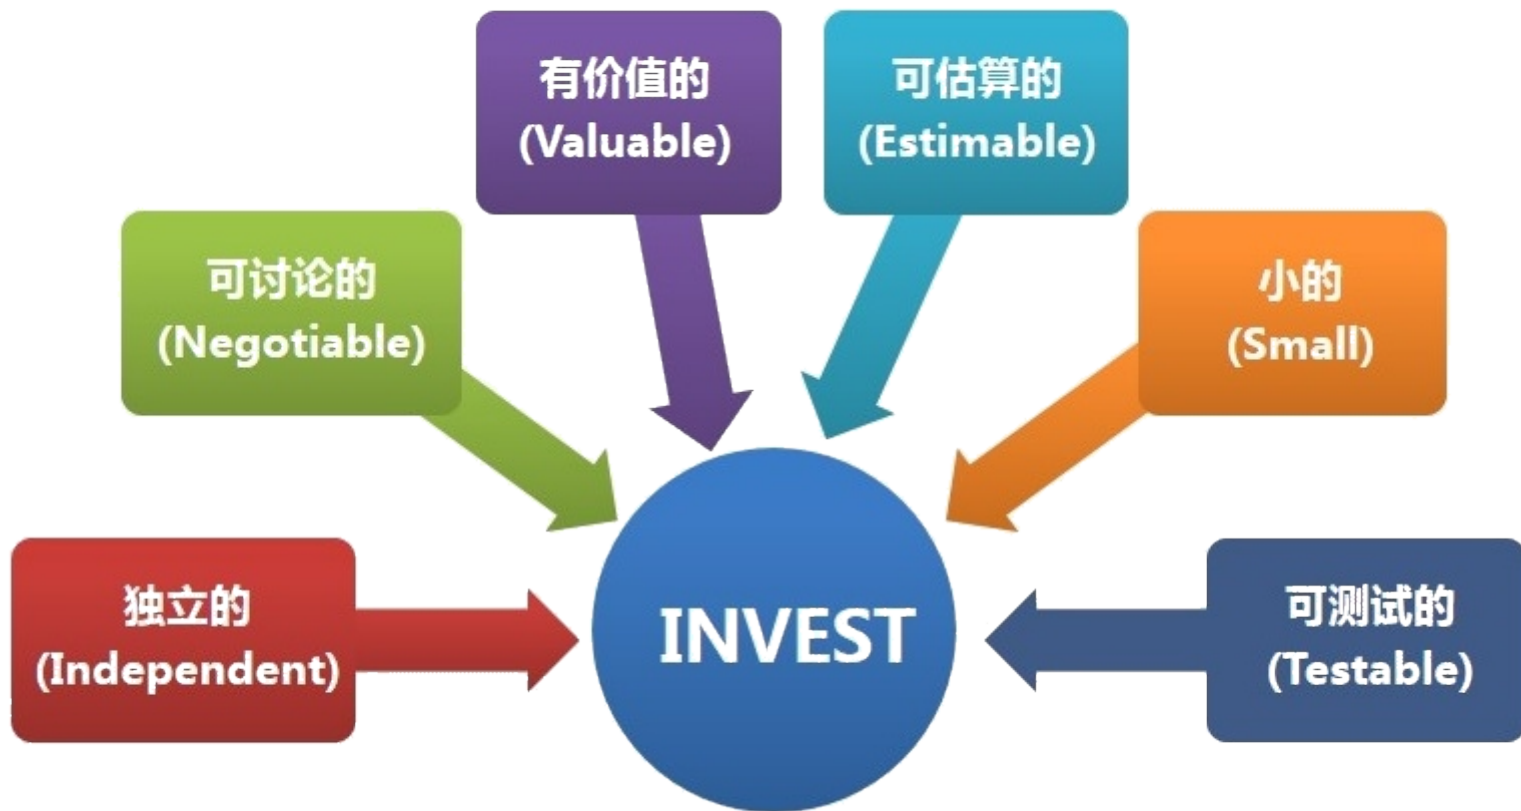 有价值的
(Valuable)
可估算的
(Estimable)
可讨论的
(Negotiable)
小的
(Small)
独立的
(Independent)
INVEST
可测试的
(Testable)